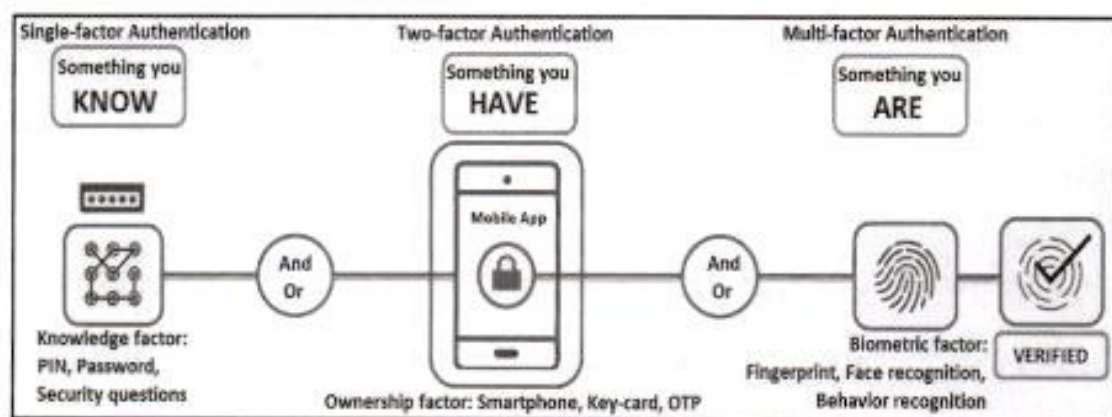 Single-factor Authentication
Something you
KNOW
Knowledge factor:
PIN, Password,
Security questions
And
Or
Two-factor Authentication
Something you
HAVE
Mobile App
Ownership factor: Smartphone, Key-card, OTP
And
Or
Multi-factor Authentication
Something you
ARE
Biometric factor:
Fingerprint, Face recognition,
Behavior recognition
VERIFIED